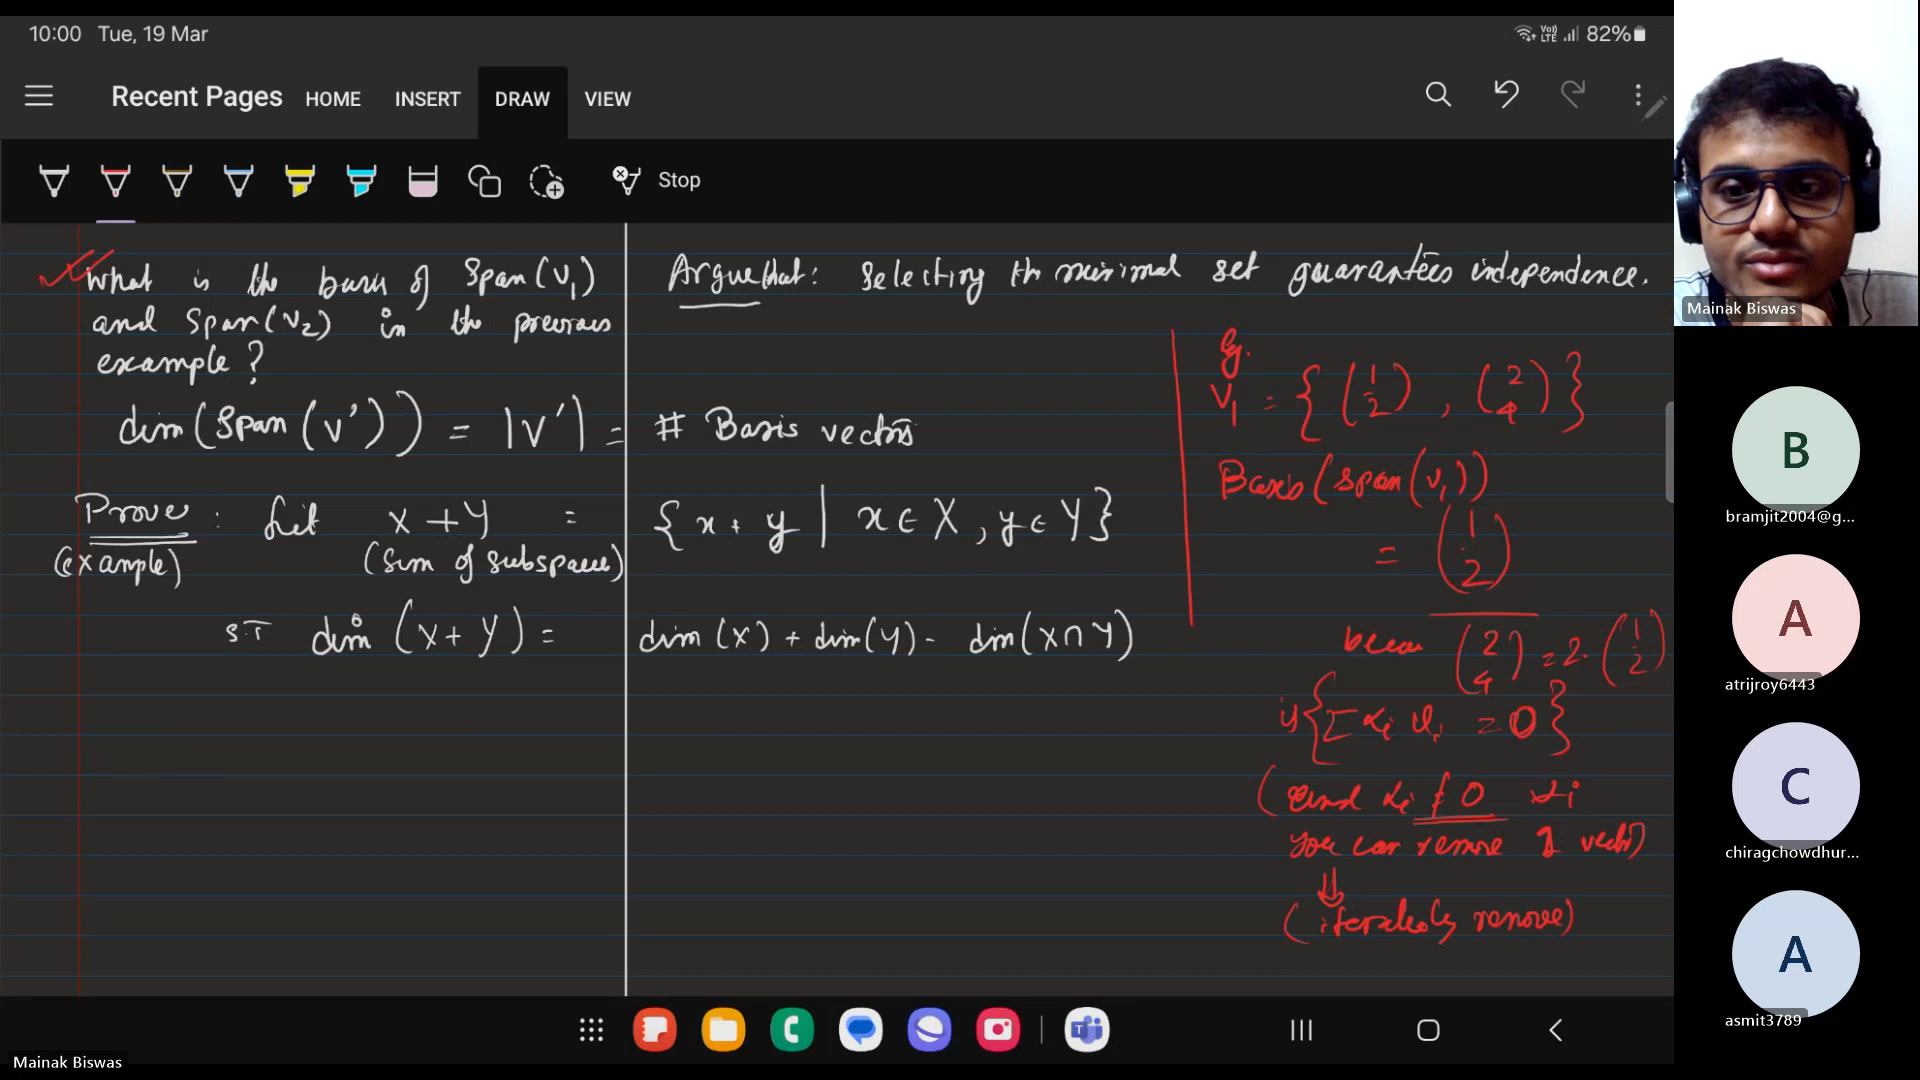 10:00 Tue, 19 Mar
82%
Recent Pages HOME INSERT DRAW VIEW
Stop
What is the basis of Span(V₁)
and Span(V₂) in the previous
example?
dim(Span(V')) = |V'| = # Basis vectors
Prove : Let X + Y = {x + y | x ∈ X, y ∈ Y}
(example) (Sum of subspaces)
S.T dim (X + Y) = dim (X) + dim (Y) - dim (X ∩ Y)
Argue that: Selecting the minimal set guarantees independence.
Eg.
V₁ = { (1 2) , (2 4) }
Basis (span(V₁))
= (1 2)
(2 4) = 2. (1 2)
if { Σ αᵢ vᵢ = 0 }
(and αᵢ ≠ 0 ∀i
you can remove 1 vector)
⇓
(iteratively remove)
Mainak Biswas
B
bramjit2004@g...
A
atrijroy6443
C
chiragchowdhur...
A
asmit3789
Mainak Biswas